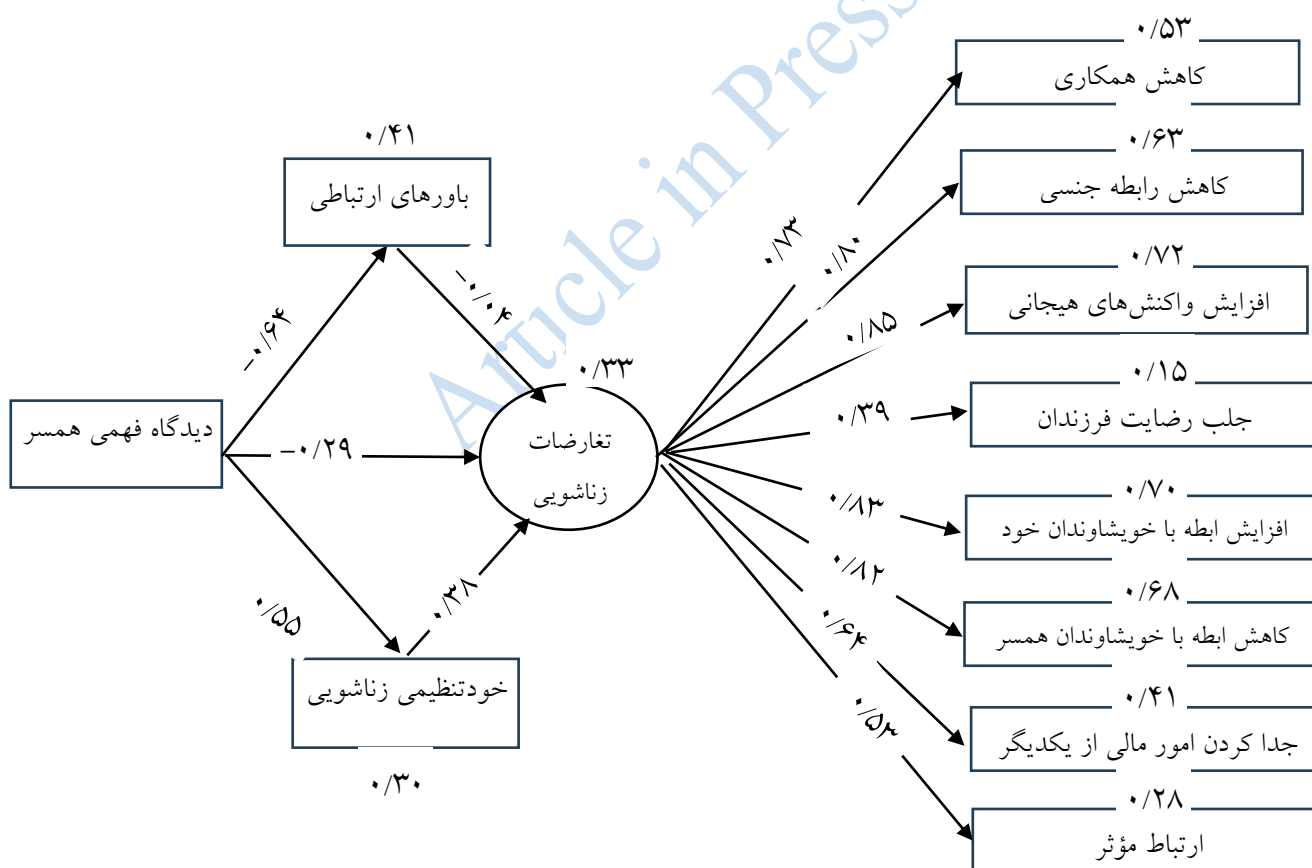 Article in Press
۰/۵۳
کاهش همکاری
۰/۶۳
کاهش رابطه جنسی
۰/۷۲
افزایش واکنش‌های هیجانی
۰/۱۵
جلب رضایت فرزندان
۰/۷۰
افزایش ابطه با خویشاوندان خود
۰/۶۸
کاهش ابطه با خویشاوندان همسر
۰/۴۱
جدا کردن امور مالی از یکدیگر
۰/۲۸
ارتباط مؤثر
۰/۷۳
۰/۸۰
۰/۸۵
۰/۳۹
۰/۸۳
۰/۸۲
۰/۶۴
۰/۵۳
۰/۳۳
تغارضات
زناشویی
۰/۴۱
باورهای ارتباطی
−۰/۰۴
−۰/۶۴
−۰/۲۹
دیدگاه فهمی همسر
۰/۵۵
۰/۳۸
خودتنظیمی زناشویی
۰/۳۰